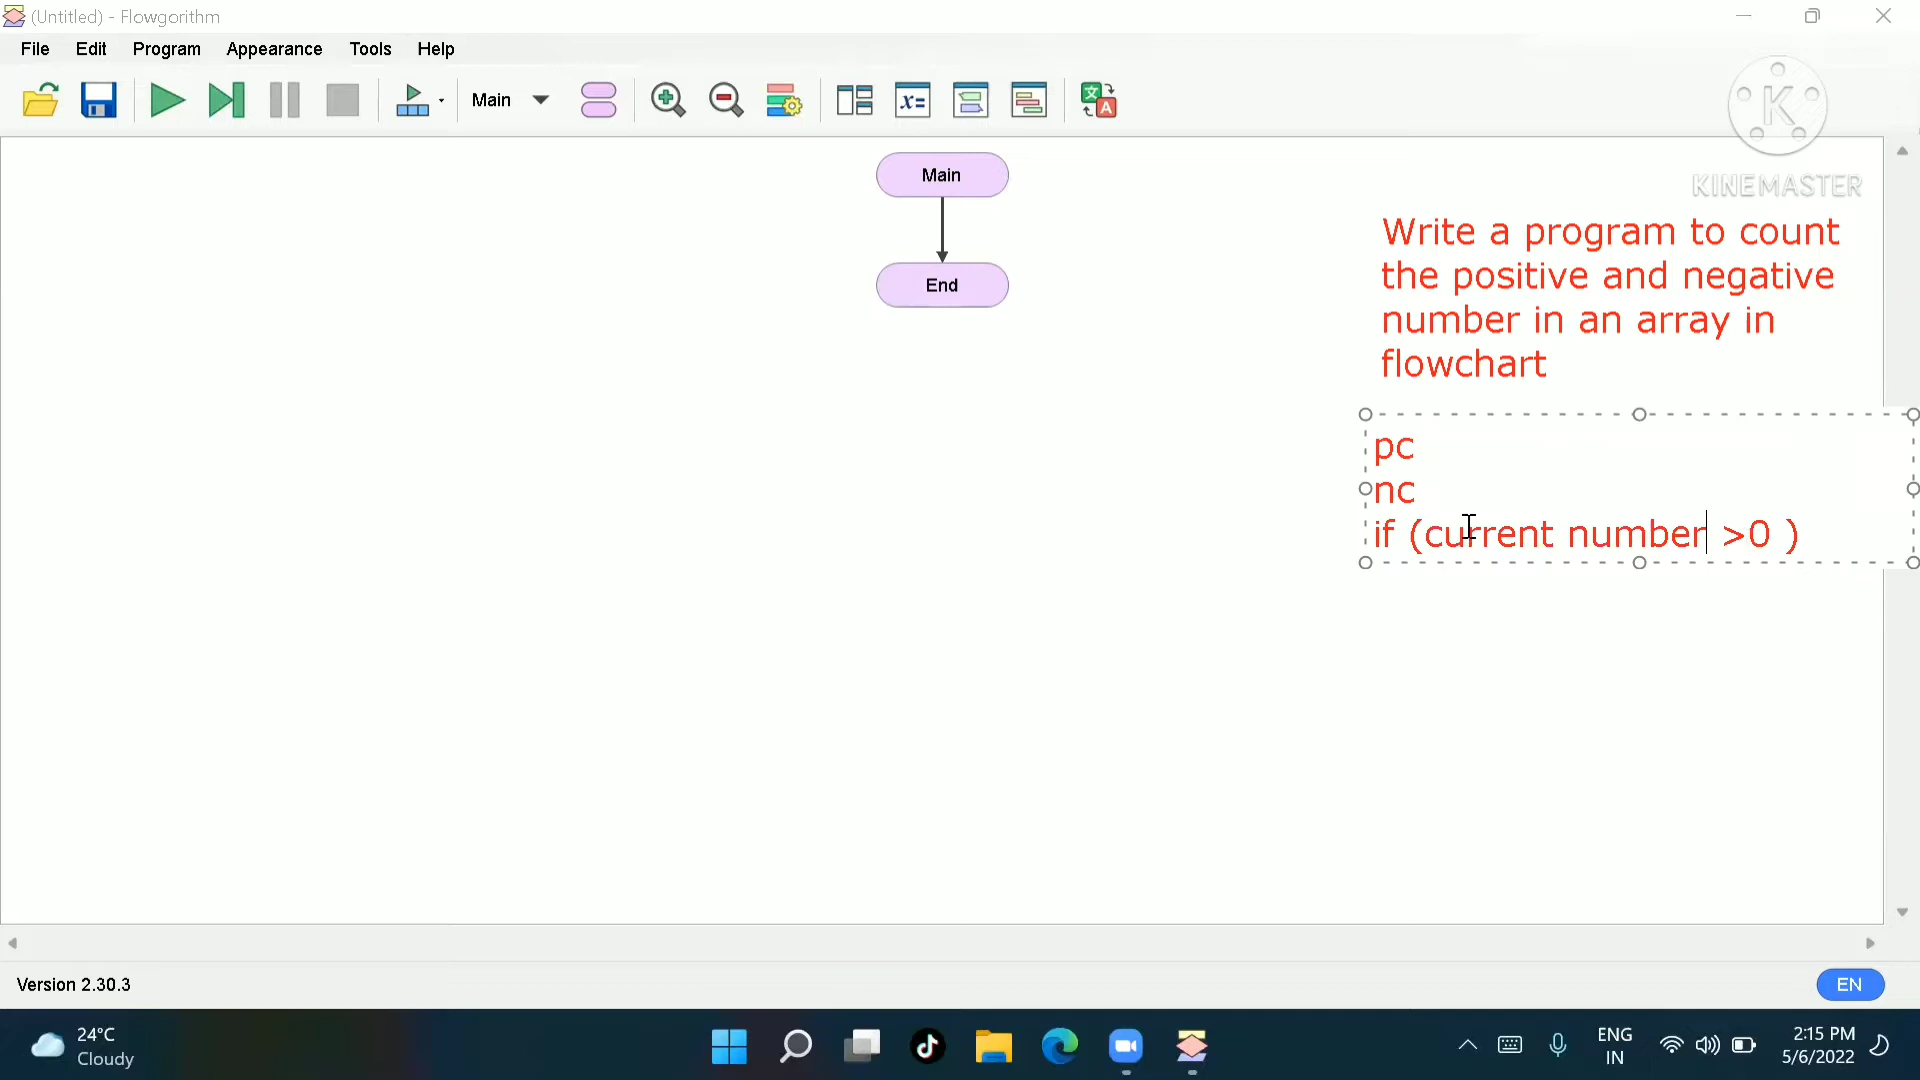 (Untitled) - Flowgorithm
File Edit Program Appearance Tools Help
Main
x=
文 A
K
KINEMASTER
Main
End
Write a program to count
the positive and negative
number in an array in
flowchart
pc
nc
if (current number >0 )
Version 2.30.3
EN
24°C
Cloudy
ENG
IN
2:15 PM
5/6/2022